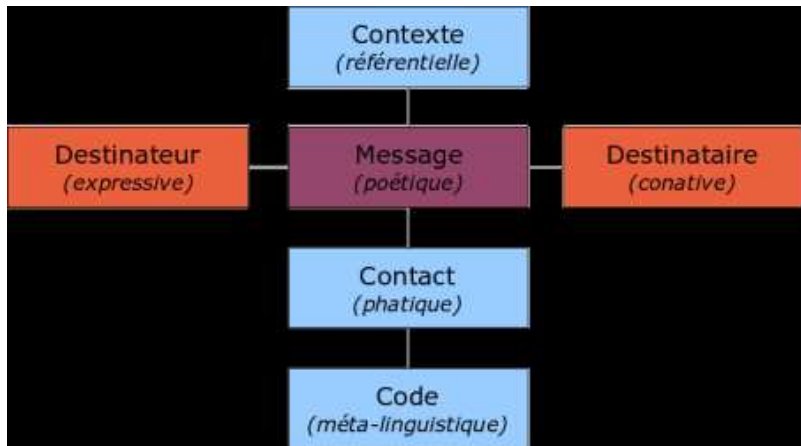 Contexte
(référentielle)
Destinateur
(expressive)
Message
(poétique)
Destinataire
(conative)
Contact
(phatique)
Code
(méta-linguistique)